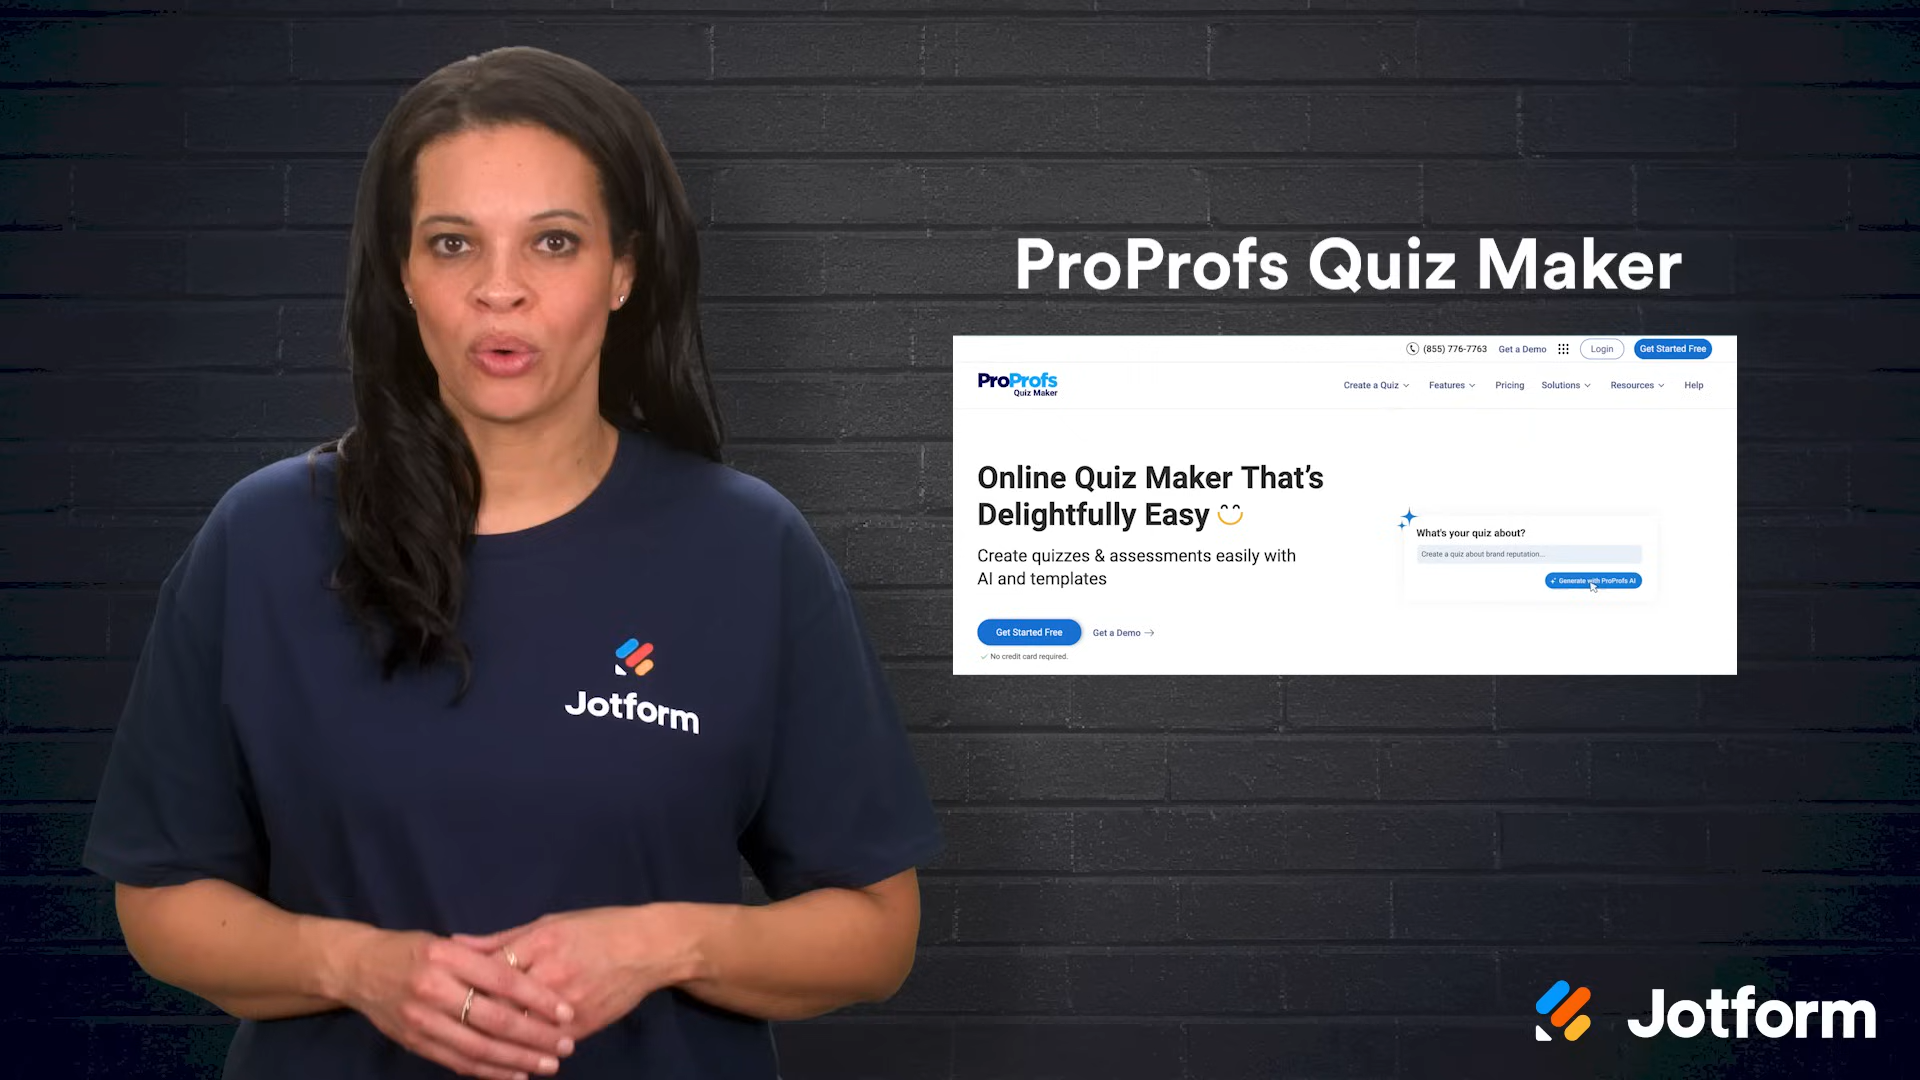 ProProfs Quiz Maker
(855) 776-7763 Get a Demo Login Get Started Free
ProProfs
Quiz Maker
Create a Quiz Features Pricing Solutions Resources Help
Online Quiz Maker That's
Delightfully Easy
Create quizzes & assessments easily with
AI and templates
What's your quiz about?
Create a quiz about brand reputation...
Generate with ProProfs AI
Get Started Free Get a Demo →
✓ No credit card required.
Jotform
Jotform